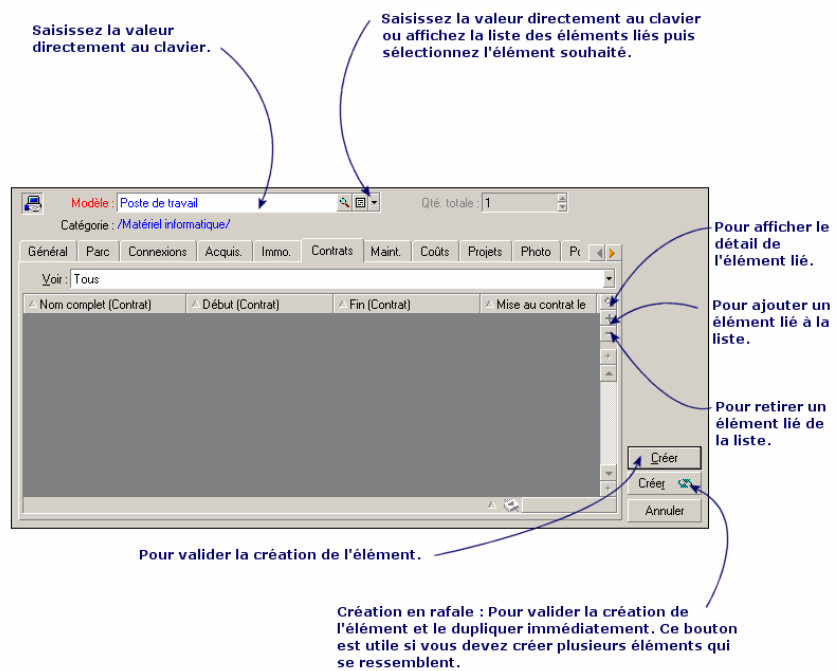 Saisissez la valeur
directement au clavier.
Saisissez la valeur directement au clavier
ou affichez la liste des éléments liés puis
sélectionnez l'élément souhaité.
Modèle : Poste de travail
Qté. totale : 1
Catégorie : /Matériel informatique/
Général Parc Connexions Acquis. Immo. Contrats Maint. Coûts Projets Photo
Voir : Tous
Nom complet (Contrat) Début (Contrat) Fin (Contrat) Mise au contrat le
Pour afficher le
détail de
l'élément lié.
Pour ajouter un
élément lié à la
liste.
Pour retirer un
élément lié de
la liste.
Créer
Créer
Annuler
Pour valider la création de l'élément.
Création en rafale : Pour valider la création de
l'élément et le dupliquer immédiatement. Ce bouton
est utile si vous devez créer plusieurs éléments qui
se ressemblent.